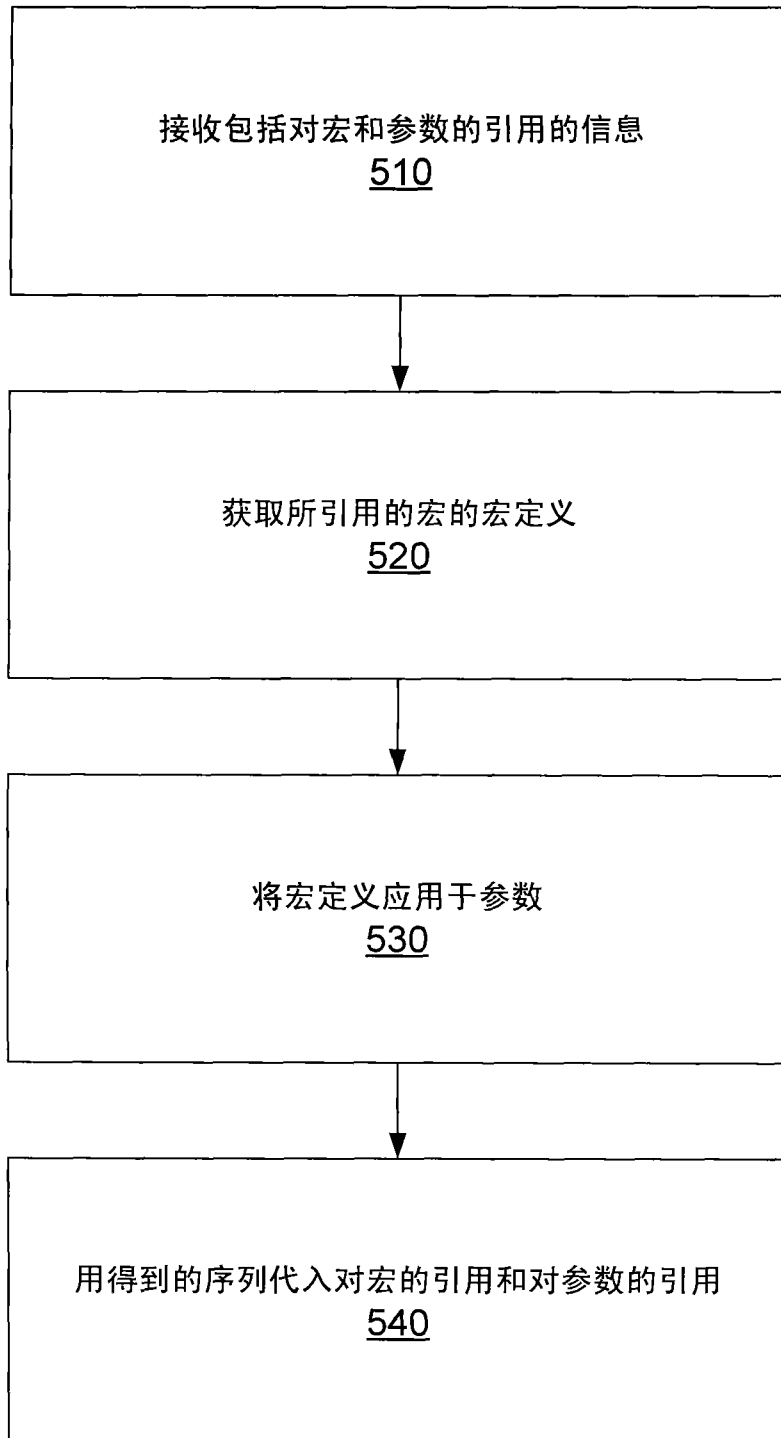 接收包括对宏和参数的引用的信息
510
获取所引用的宏的宏定义
520
将宏定义应用于参数
530
用得到的序列代入对宏的引用和对参数的引用
540